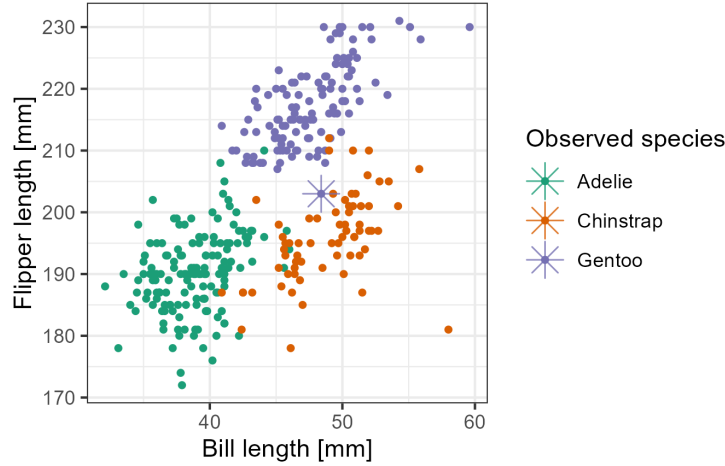 230
220
210
200
190
180
170
Flipper length [mm]
40 50 60
Bill length [mm]
Observed species
Adelie
Chinstrap
Gentoo